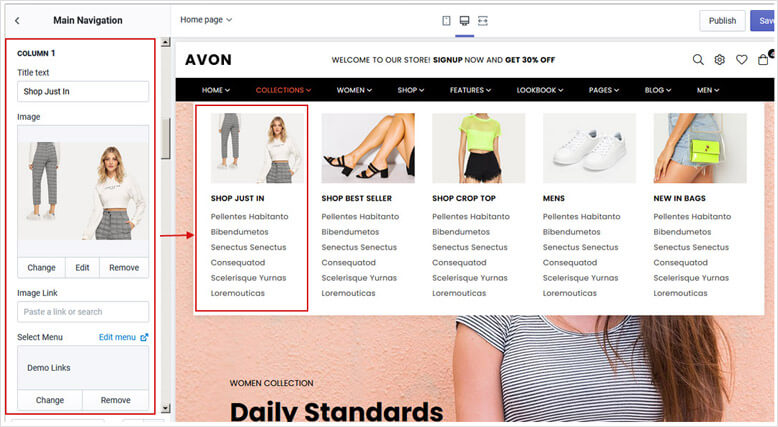 Main Navigation
Home page
Publish
COLUMN 1
Title text
Shop Just In
Image
Change Edit Remove
Image Link
Paste a link or search
Select Menu Edit menu
Demo Links
Change Remove
AVON
WELCOME TO OUR STORE! SIGNUP NOW AND GET 30% OFF
HOME COLLECTIONS WOMEN SHOP FEATURES LOOKBOOK PAGES BLOG MEN
SHOP JUST IN
Pellentes Habitanto
Bibendumetos
Senectus Senectus
Consequatod
Scelerisque Yurnas
Loremouticas
SHOP BEST SELLER
Pellentes Habitanto
Bibendumetos
Senectus Senectus
Consequatod
Scelerisque Yurnas
Loremouticas
SHOP CROP TOP
Pellentes Habitanto
Bibendumetos
Senectus Senectus
Consequatod
Scelerisque Yurnas
Loremouticas
MENS
Pellentes Habitanto
Bibendumetos
Senectus Senectus
Consequatod
Scelerisque Yurnas
Loremouticas
NEW IN BAGS
Pellentes Habitanto
Bibendumetos
Senectus Senectus
Consequatod
Scelerisque Yurnas
Loremouticas
WOMEN COLLECTION
Daily Standards